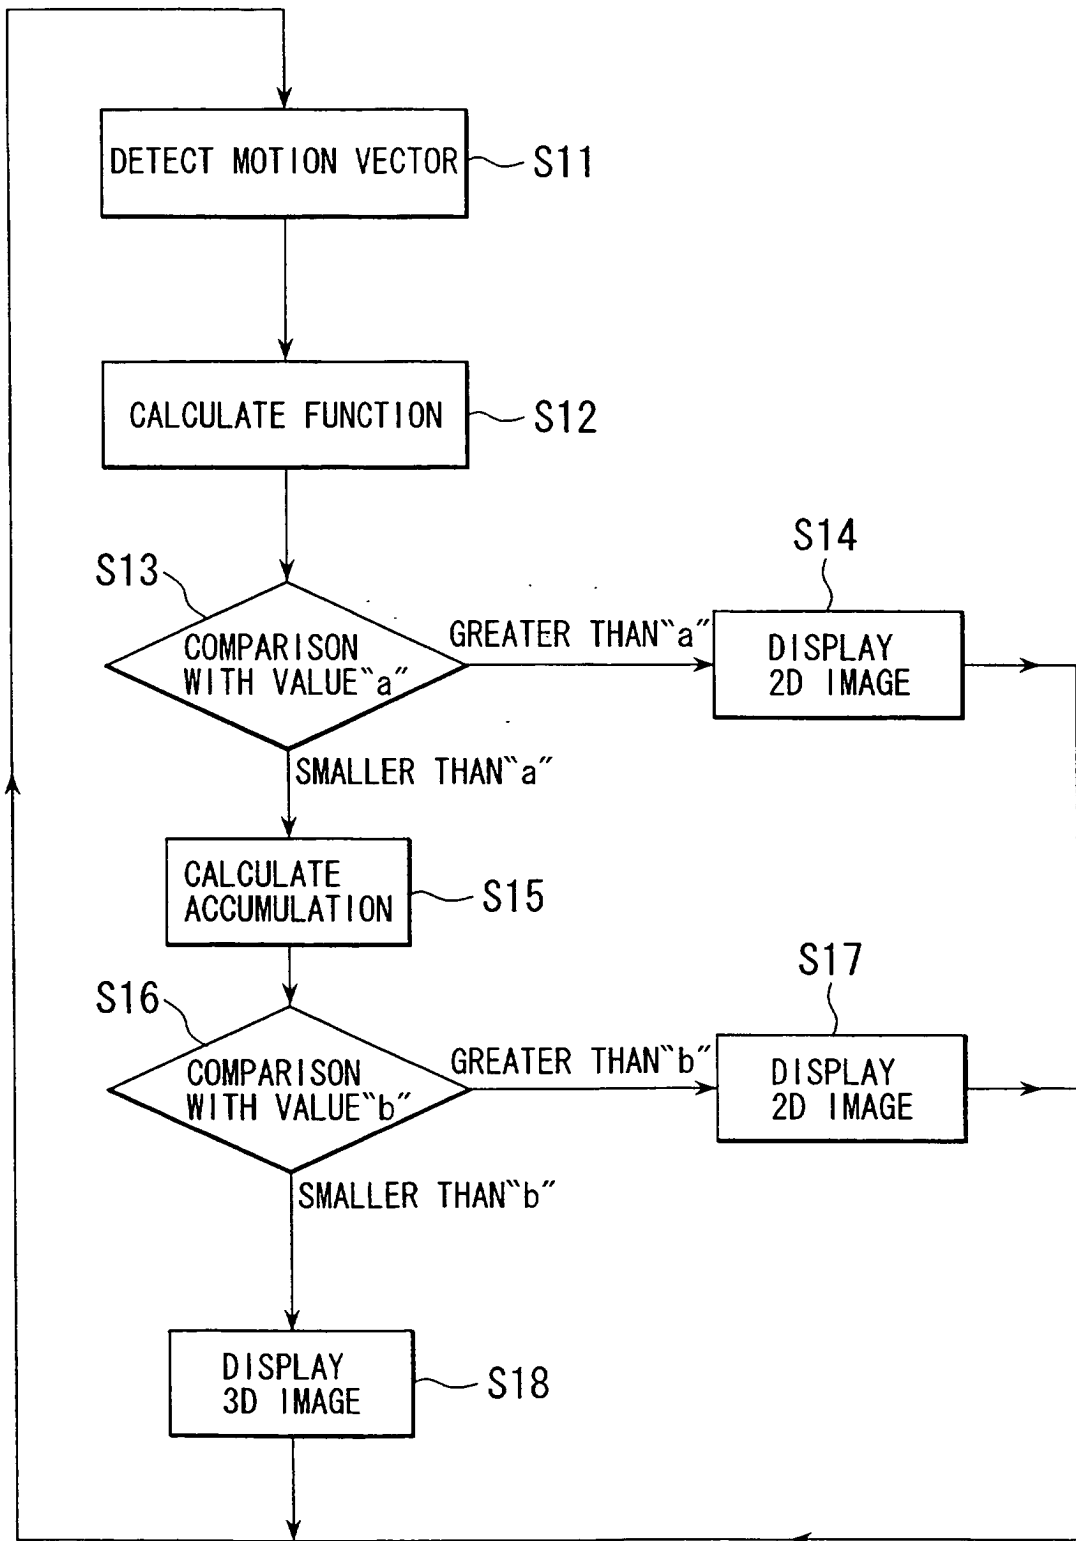 DETECT MOTION VECTOR
S11
CALCULATE FUNCTION
S12
S13
COMPARISON
WITH VALUE“a”
GREATER THAN“a”
S14
DISPLAY
2D IMAGE
SMALLER THAN“a”
CALCULATE
ACCUMULATION
S15
S16
COMPARISON
WITH VALUE“b”
GREATER THAN“b”
S17
DISPLAY
2D IMAGE
SMALLER THAN“b”
DISPLAY
3D IMAGE
S18